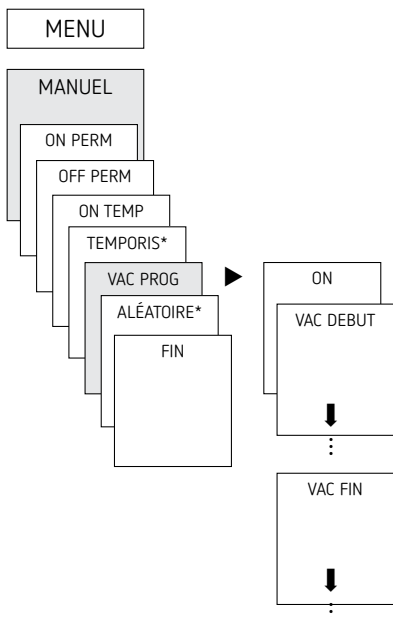 MENU
MANUEL
ON PERM
OFF PERM
ON TEMP
TEMPORIS*
VAC PROG
ALÉATOIRE*
FIN
ON
VAC DEBUT
VAC FIN